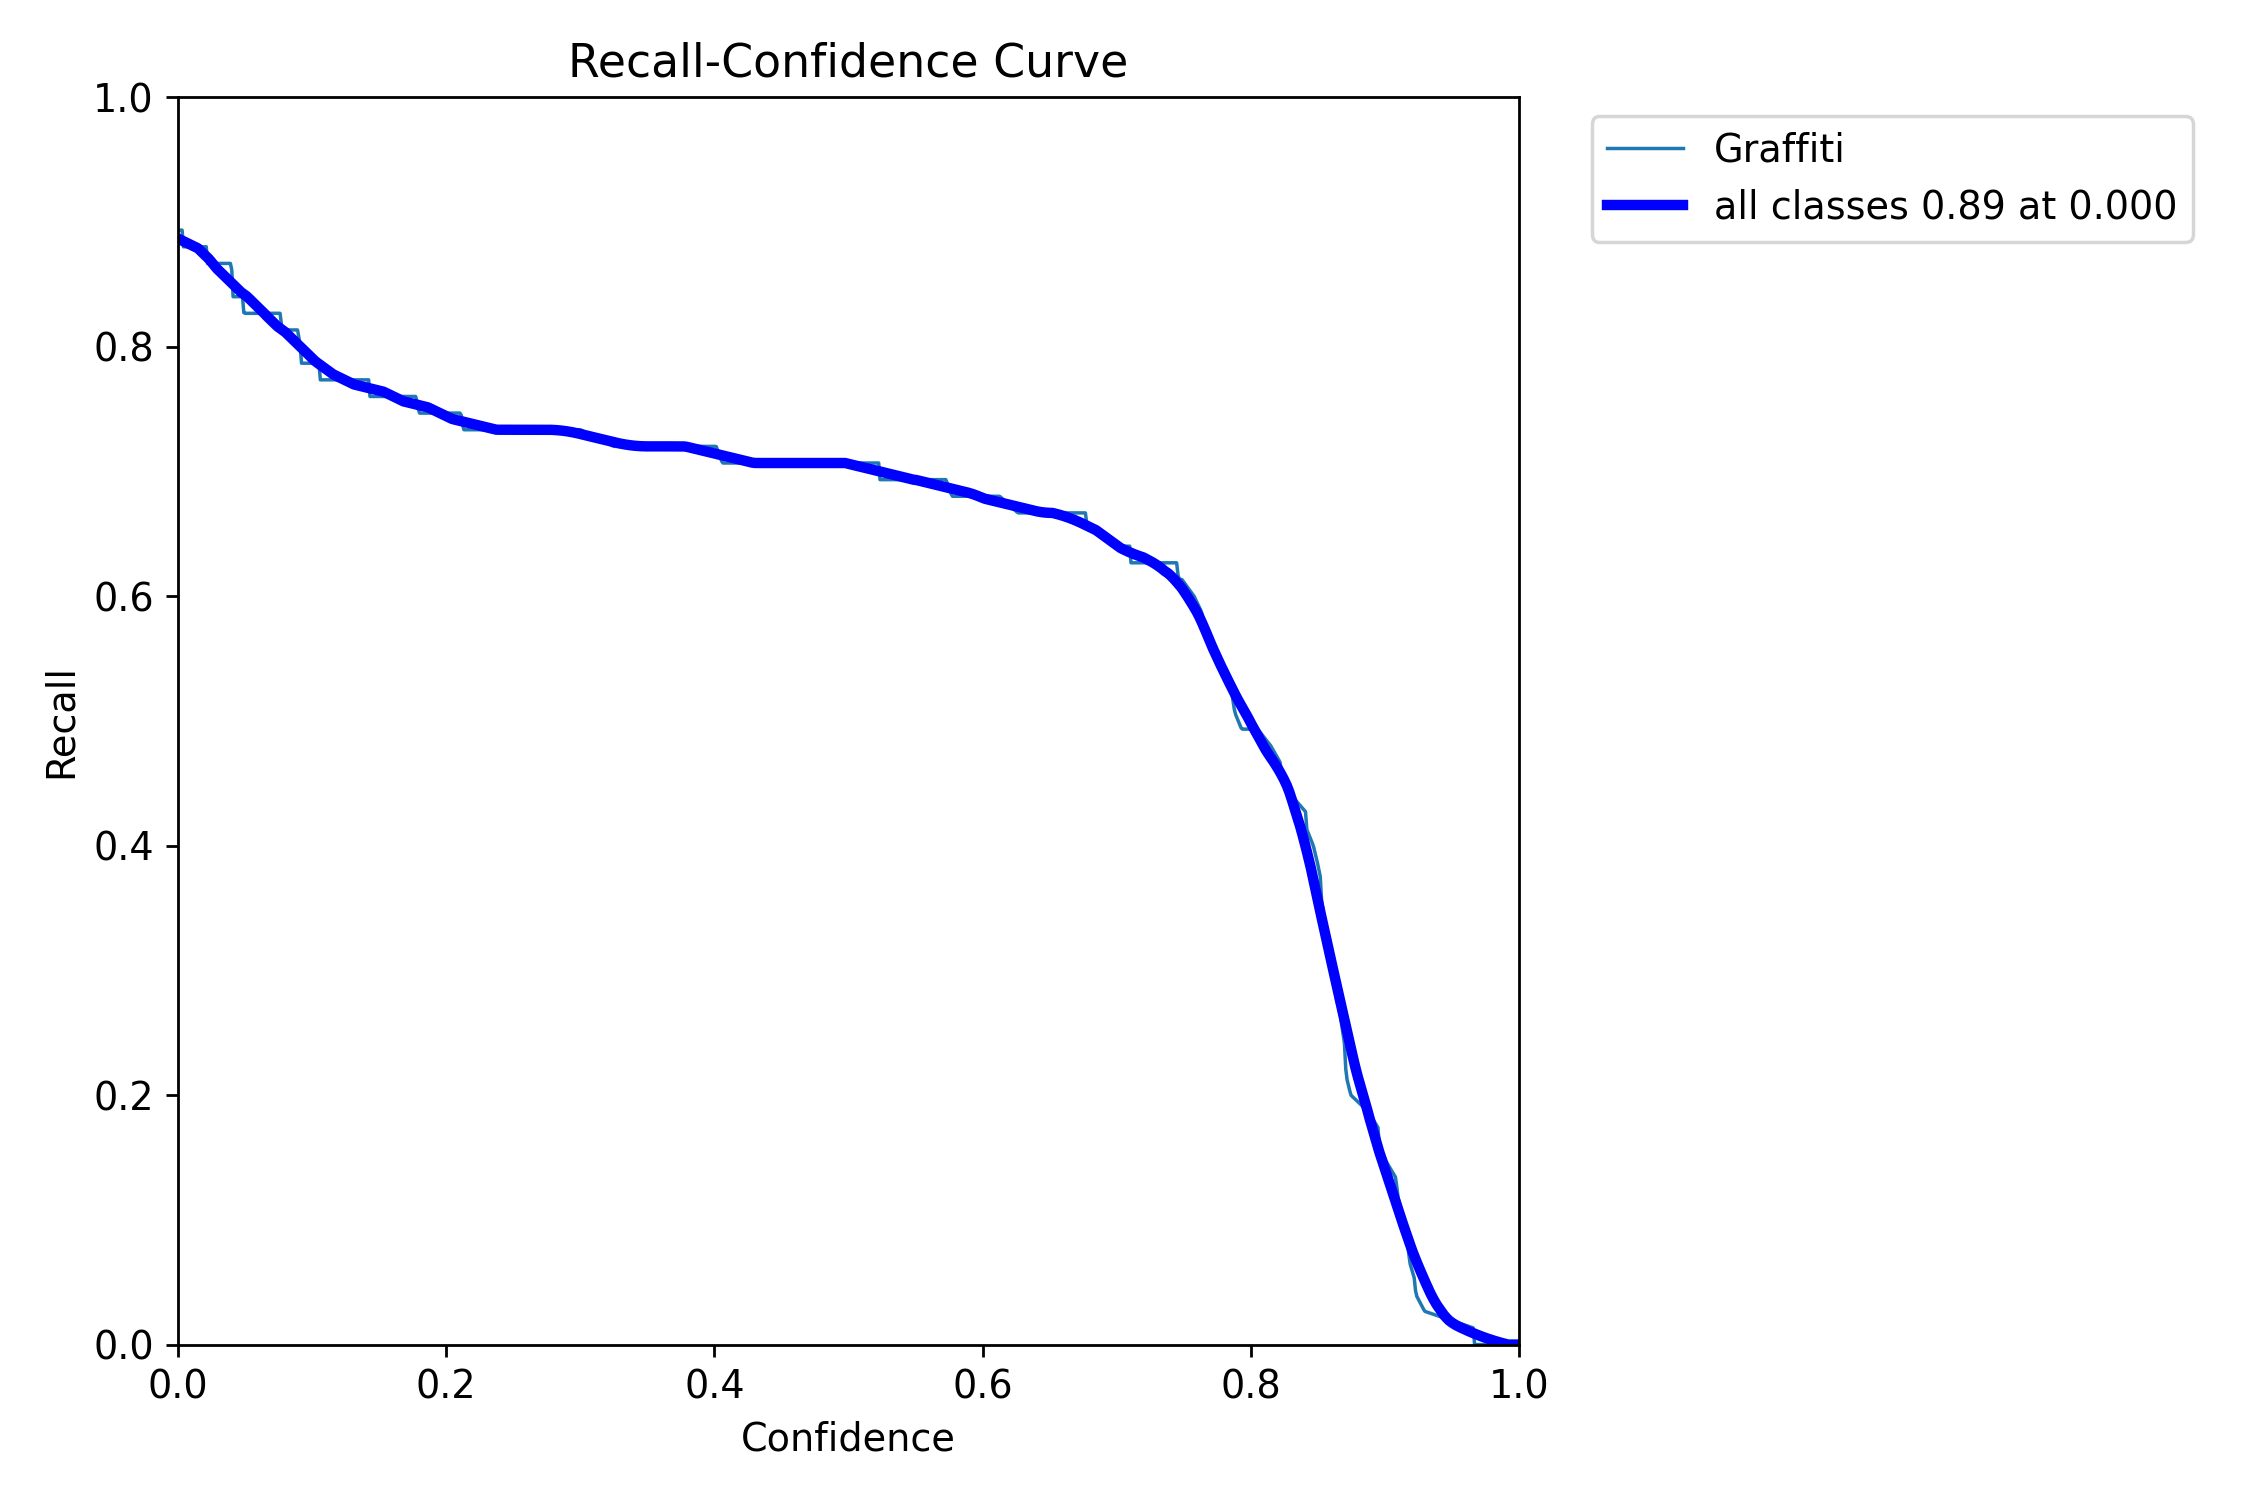 Recall-Confidence Curve
1.0
0.8
0.6
0.4
0.2
0.0
Recall
0.0 0.2 0.4 0.6 0.8 1.0
Confidence
Graffiti
all classes 0.89 at 0.000